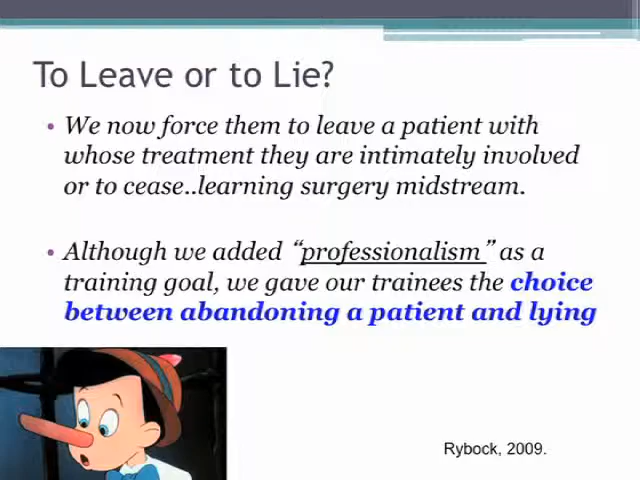 To Leave or to Lie?
• We now force them to leave a patient with
whose treatment they are intimately involved
or to cease..learning surgery midstream.
• Although we added “professionalism” as a
training goal, we gave our trainees the choice
between abandoning a patient and lying
Rybock, 2009.